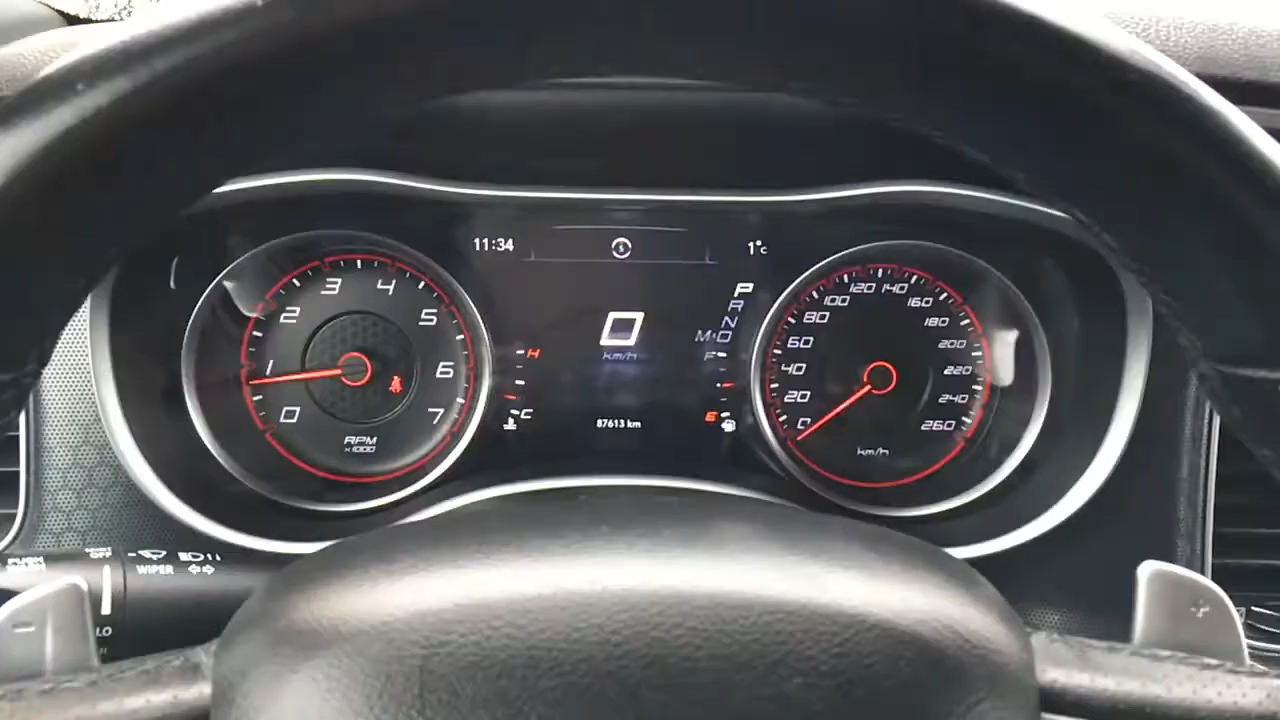 11:34
S
1°C
3 4
2 5
1 6
0 7
RPM
x1000
H
C
0
km/h
87613 km
P
R
N
M·D
F
E
0 20 40 60 80 100 120 140 160 180 200 220 240 260
km/h
OFF
WIPER
LO
-
+